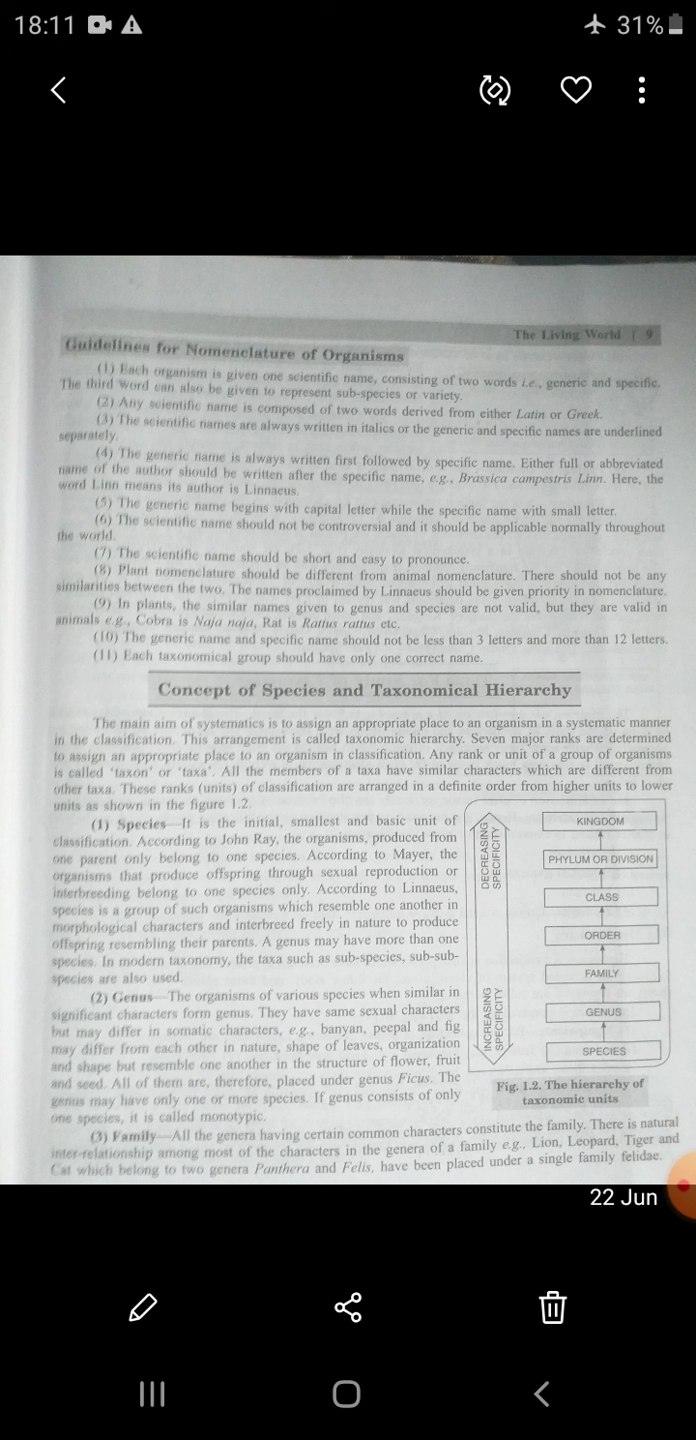 18:11
31%
The Living World | 9
Guidelines for Nomenclature of Organisms
(1) Each organism is given one scientific name, consisting of two words i.e., generic and specific.
The third word can also be given to represent sub-species or variety.
(2) Any scientific name is composed of two words derived from either Latin or Greek.
(3) The scientific names are always written in italics or the generic and specific names are underlined
separately.
(4) The generic name is always written first followed by specific name. Either full or abbreviated
name of the author should be written after the specific name, e.g., Brassica campestris Linn. Here, the
word Linn means its author is Linnaeus.
(5) The generic name begins with capital letter while the specific name with small letter.
(6) The scientific name should not be controversial and it should be applicable normally throughout
the world.
(7) The scientific name should be short and easy to pronounce.
(8) Plant nomenclature should be different from animal nomenclature. There should not be any
similarities between the two. The names proclaimed by Linnaeus should be given priority in nomenclature.
(9) In plants, the similar names given to genus and species are not valid, but they are valid in
animals e.g., Cobra is Naja naja, Rat is Rattus rattus etc.
(10) The generic name and specific name should not be less than 3 letters and more than 12 letters.
(11) Each taxonomical group should have only one correct name.
Concept of Species and Taxonomical Hierarchy
The main aim of systematics is to assign an appropriate place to an organism in a systematic manner
in the classification. This arrangement is called taxonomic hierarchy. Seven major ranks are determined
to assign an appropriate place to an organism in classification. Any rank or unit of a group of organisms
is called 'taxon' or 'taxa'. All the members of a taxa have similar characters which are different from
other taxa. These ranks (units) of classification are arranged in a definite order from higher units to lower
units as shown in the figure 1.2.
(1) Species—It is the initial, smallest and basic unit of
classification. According to John Ray, the organisms, produced from
one parent only belong to one species. According to Mayer, the
organisms that produce offspring through sexual reproduction or
interbreeding belong to one species only. According to Linnaeus,
species is a group of such organisms which resemble one another in
morphological characters and interbreed freely in nature to produce
offspring resembling their parents. A genus may have more than one
species. In modern taxonomy, the taxa such as sub-species, sub-sub-
species are also used.
(2) Genus—The organisms of various species when similar in
significant characters form genus. They have same sexual characters
but may differ in somatic characters, e.g., banyan, peepal and fig
may differ from each other in nature, shape of leaves, organization
and shape but resemble one another in the structure of flower, fruit
and seed. All of them are, therefore, placed under genus Ficus. The
genus may have only one or more species. If genus consists of only
one species, it is called monotypic.
DECREASING
SPECIFICITY
INCREASING
SPECIFICITY
KINGDOM
PHYLUM OR DIVISION
CLASS
ORDER
FAMILY
GENUS
SPECIES
Fig. 1.2. The hierarchy of
taxonomic units
(3) Family—All the genera having certain common characters constitute the family. There is natural
inter-relationship among most of the characters in the genera of a family e.g., Lion, Leopard, Tiger and
Cat which belong to two genera Panthera and Felis, have been placed under a single family felidae.
22 Jun